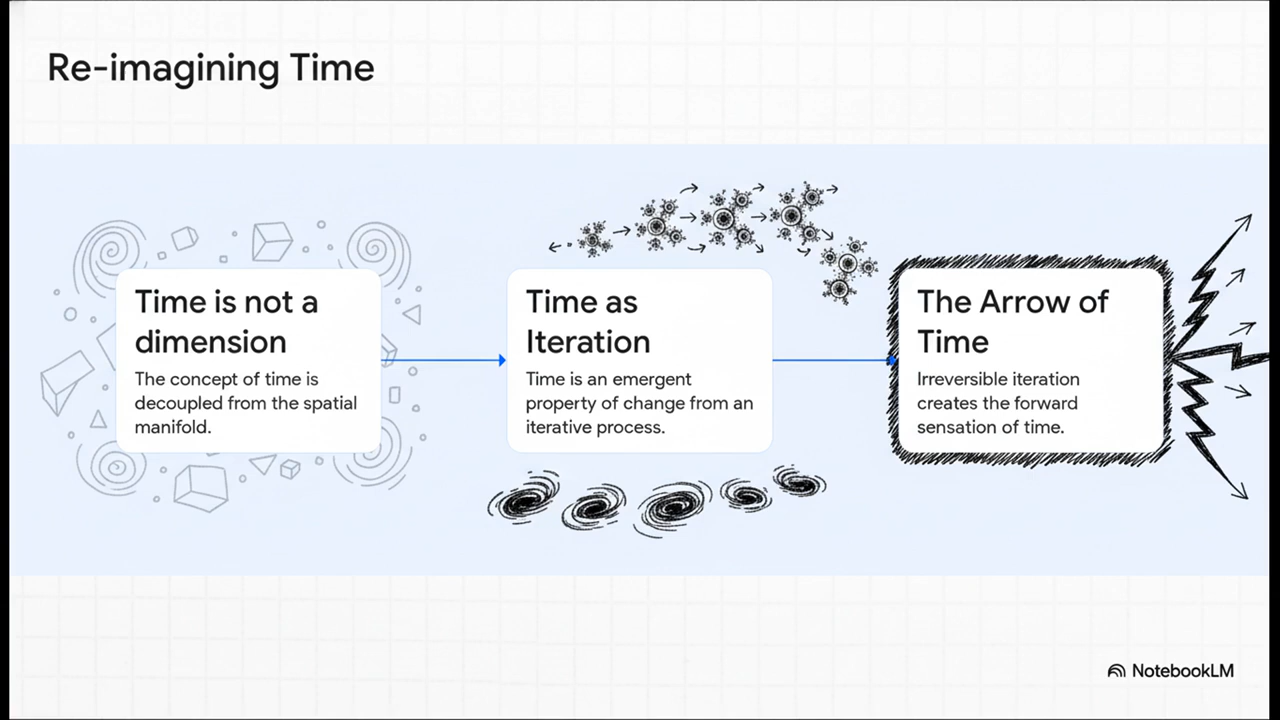 Re-imagining Time
Time is not a
dimension
The concept of time is
decoupled from the spatial
manifold.
Time as
Iteration
Time is an emergent
property of change from an
iterative process.
The Arrow of
Time
Irreversible iteration
creates the forward
sensation of time.
NotebookLM